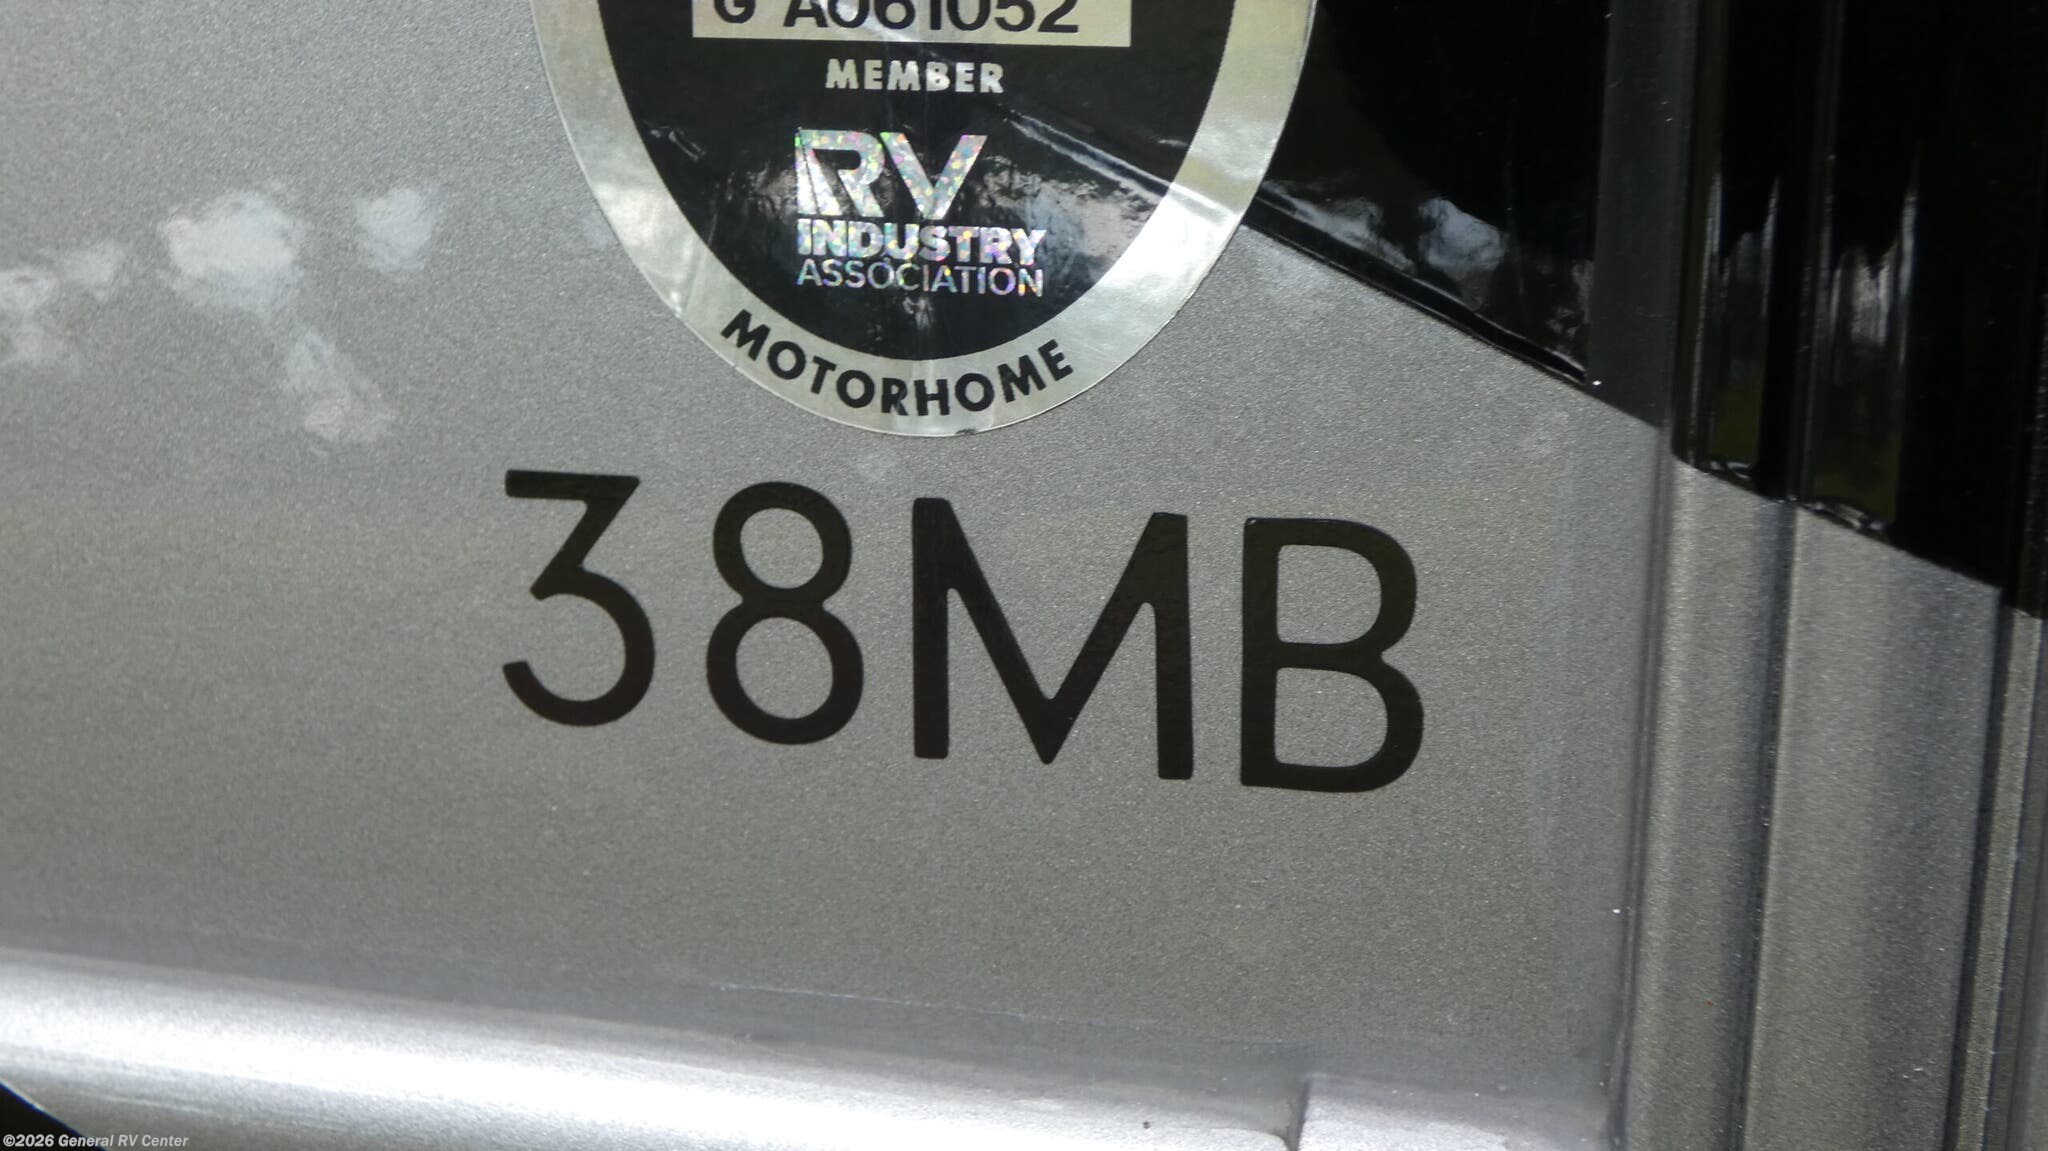 G A061052
MEMBER
RV
INDUSTRY
ASSOCIATION
MOTORHOME
38MB
©2026 General RV Center